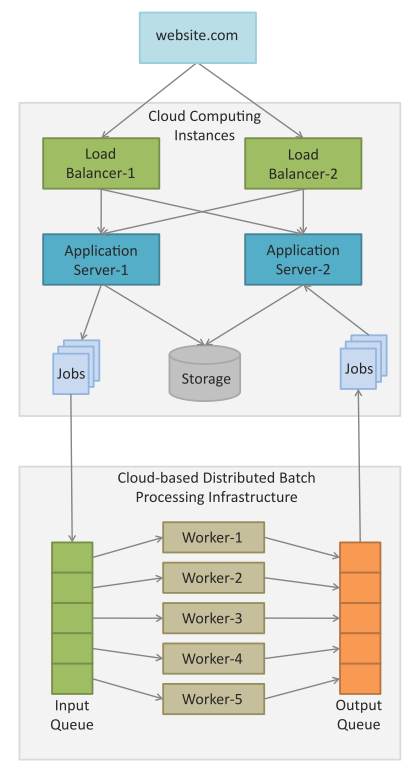 website.com
Cloud Computing
Instances
Load
Balancer-1
Load
Balancer-2
Application
Server-1
Application
Server-2
Jobs
Storage
Jobs
Cloud-based Distributed Batch
Processing Infrastructure
Worker-1
Worker-2
Worker-3
Worker-4
Worker-5
Input
Queue
Output
Queue